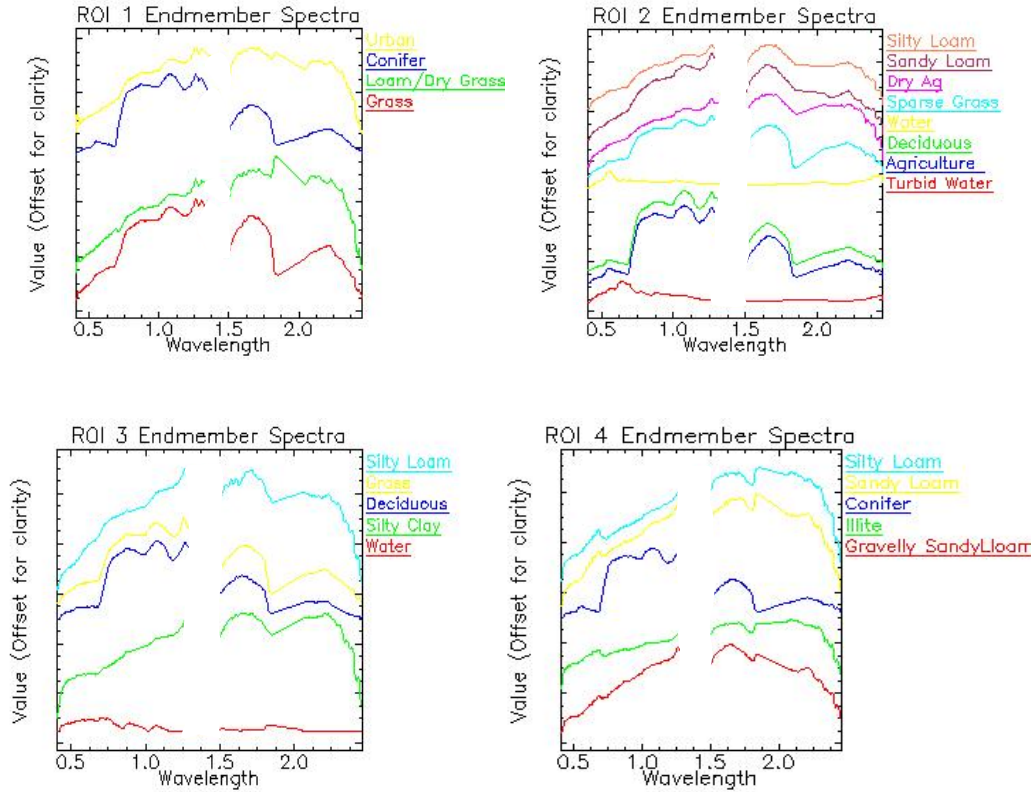 ROI 1 Endmember Spectra
Value (Offset for clarity)
Urban
Conifer
Loam/Dry Grass
Grass
0.5 1.0 1.5 2.0
Wavelength
ROI 2 Endmember Spectra
Value (Offset for clarity)
Silty Loam
Sandy Loam
Dry Ag
Sparse Grass
Water
Deciduous
Agriculture
Turbid Water
0.5 1.0 1.5 2.0
Wavelength
ROI 3 Endmember Spectra
Value (Offset for clarity)
Silty Loam
Grass
Deciduous
Silty Clay
Water
0.5 1.0 1.5 2.0
Wavelength
ROI 4 Endmember Spectra
Value (Offset for clarity)
Silty Loam
Sandy Loam
Conifer
Illite
Gravelly SandyLloam
0.5 1.0 1.5 2.0
Wavelength